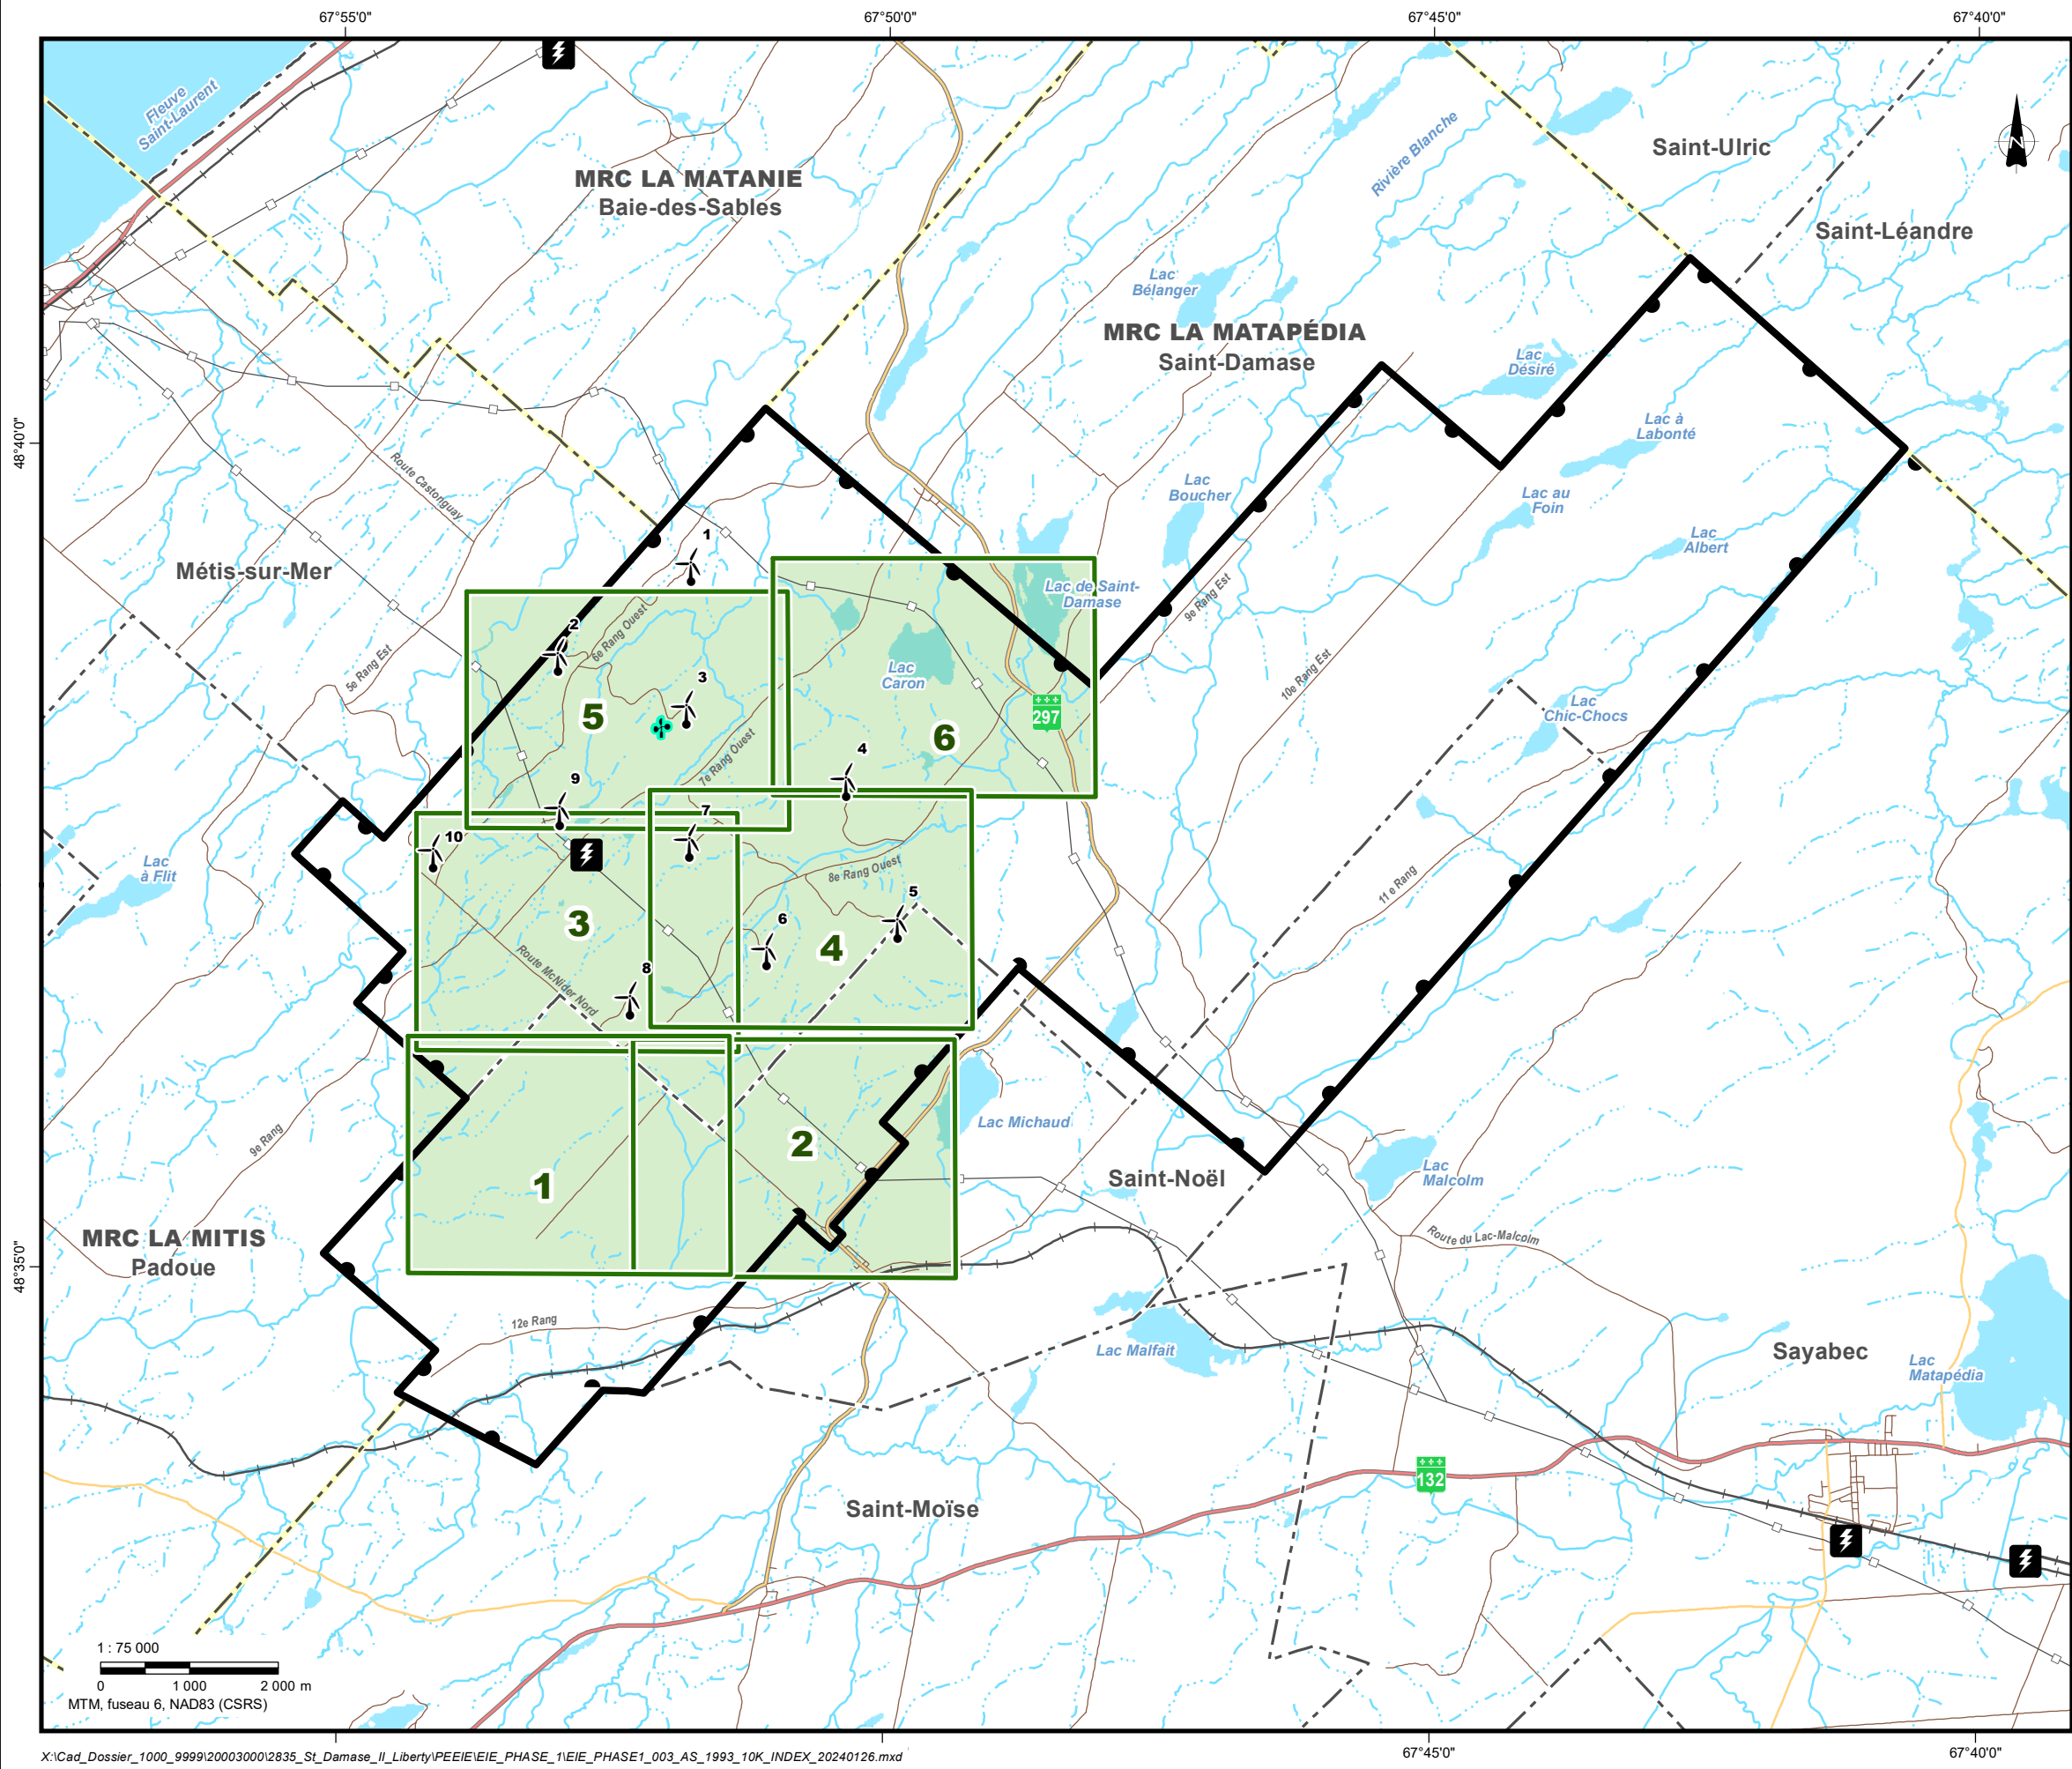 67°55'0"
67°50'0"
67°45'0"
67°40'0"
Fleuve
Saint-Laurent
MRC LA MATANIE
Baie-des-Sables
Rivière Blanche
Saint-Ulric
N
Saint-Léandre
Lac
Bélanger
MRC LA MATAPÉDIA
Saint-Damase
Lac
Désiré
Lac à
Labonté
48°40'0"
Route Castonguay
Lac
Boucher
Lac au
Foin
Lac
Albert
Métis-sur-Mer
1
Lac de Saint-
Damase
9e Rang Est
2
6e Rang Ouest
5e Rang Est
3
Lac
Caron
10e Rang Est
5
297
Lac
Chic-Chocs
6
7e Rang Ouest
4
9
7
10
Lac
à Flit
8e Rang Ouest
5
11 e Rang
3
6
4
Route McNider Nord
8
9e Rang
Lac Michaud
2
1
Saint-Noël
Lac
Malcolm
MRC LA MITIS
Padoue
Route du Lac-Malcolm
48°35'0"
12e Rang
Lac Malfait
Sayabec
Lac
Matapédia
132
Saint-Moïse
1 : 75 000
0 1 000 2 000 m
MTM, fuseau 6, NAD83 (CSRS)
X:\Cad_Dossier_1000_9999\20003000\2835_St_Damase_II_Liberty\PEEIE\EIE_PHASE_1\EIE_PHASE1_003_AS_1993_10K_INDEX_20240126.mxd
67°45'0"
67°40'0"